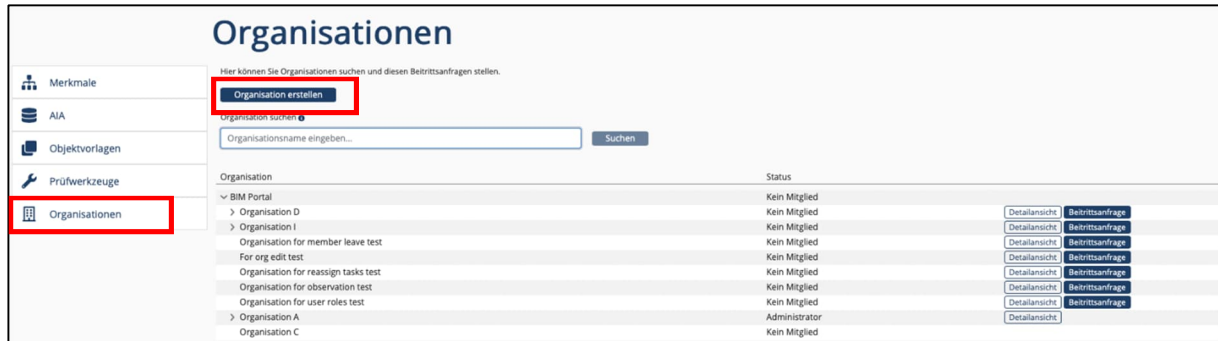 Organisationen
Hier können Sie Organisationen suchen und diesen Beitrittsanfragen stellen.
Merkmale
AIA
Objektvorlagen
Prüfwerkzeuge
Organisationen
Organisation erstellen
Organisation suchen
Organisationsname eingeben... Suchen
Organisation Status
BIM Portal Kein Mitglied
Organisation D Kein Mitglied Detailansicht Beitrittsanfrage
Organisation I Kein Mitglied Detailansicht Beitrittsanfrage
Organisation for member leave test Kein Mitglied Detailansicht Beitrittsanfrage
For org edit test Kein Mitglied Detailansicht Beitrittsanfrage
Organisation for reassign tasks test Kein Mitglied Detailansicht Beitrittsanfrage
Organisation for observation test Kein Mitglied Detailansicht Beitrittsanfrage
Organisation for user roles test Kein Mitglied Detailansicht Beitrittsanfrage
Organisation A Administrator Detailansicht
Organisation C Kein Mitglied